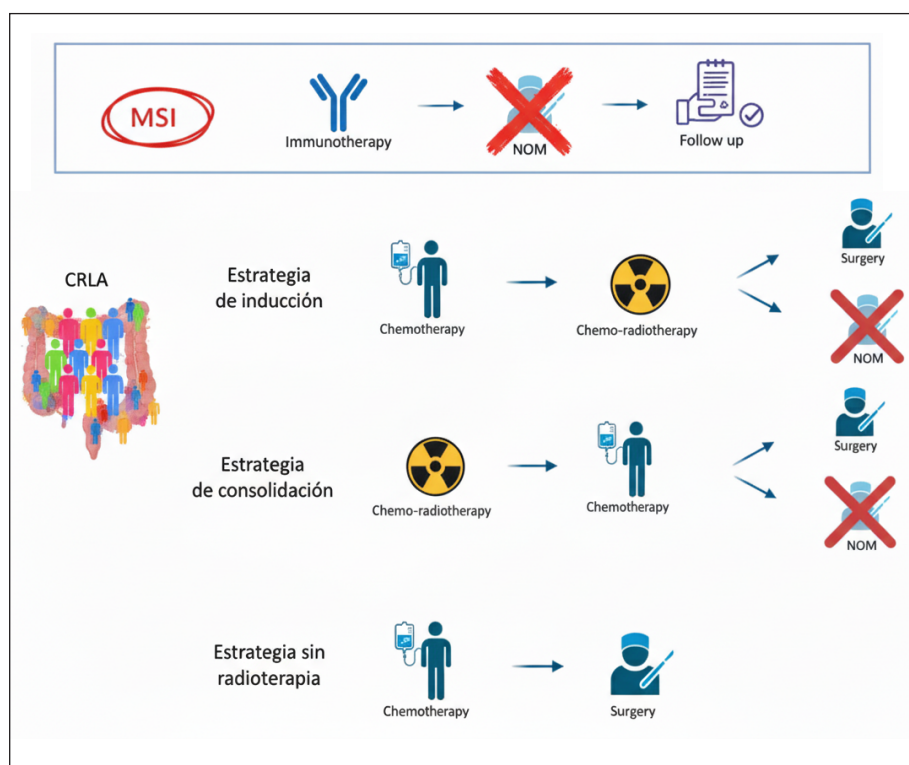 MSI
Immunotherapy
NOM
Follow up
CRLA
Estrategia
de inducción
Chemotherapy
Chemo-radiotherapy
Surgery
NOM
Estrategia
de consolidación
Chemo-radiotherapy
Chemotherapy
Surgery
NOM
Estrategia sin
radioterapia
Chemotherapy
Surgery